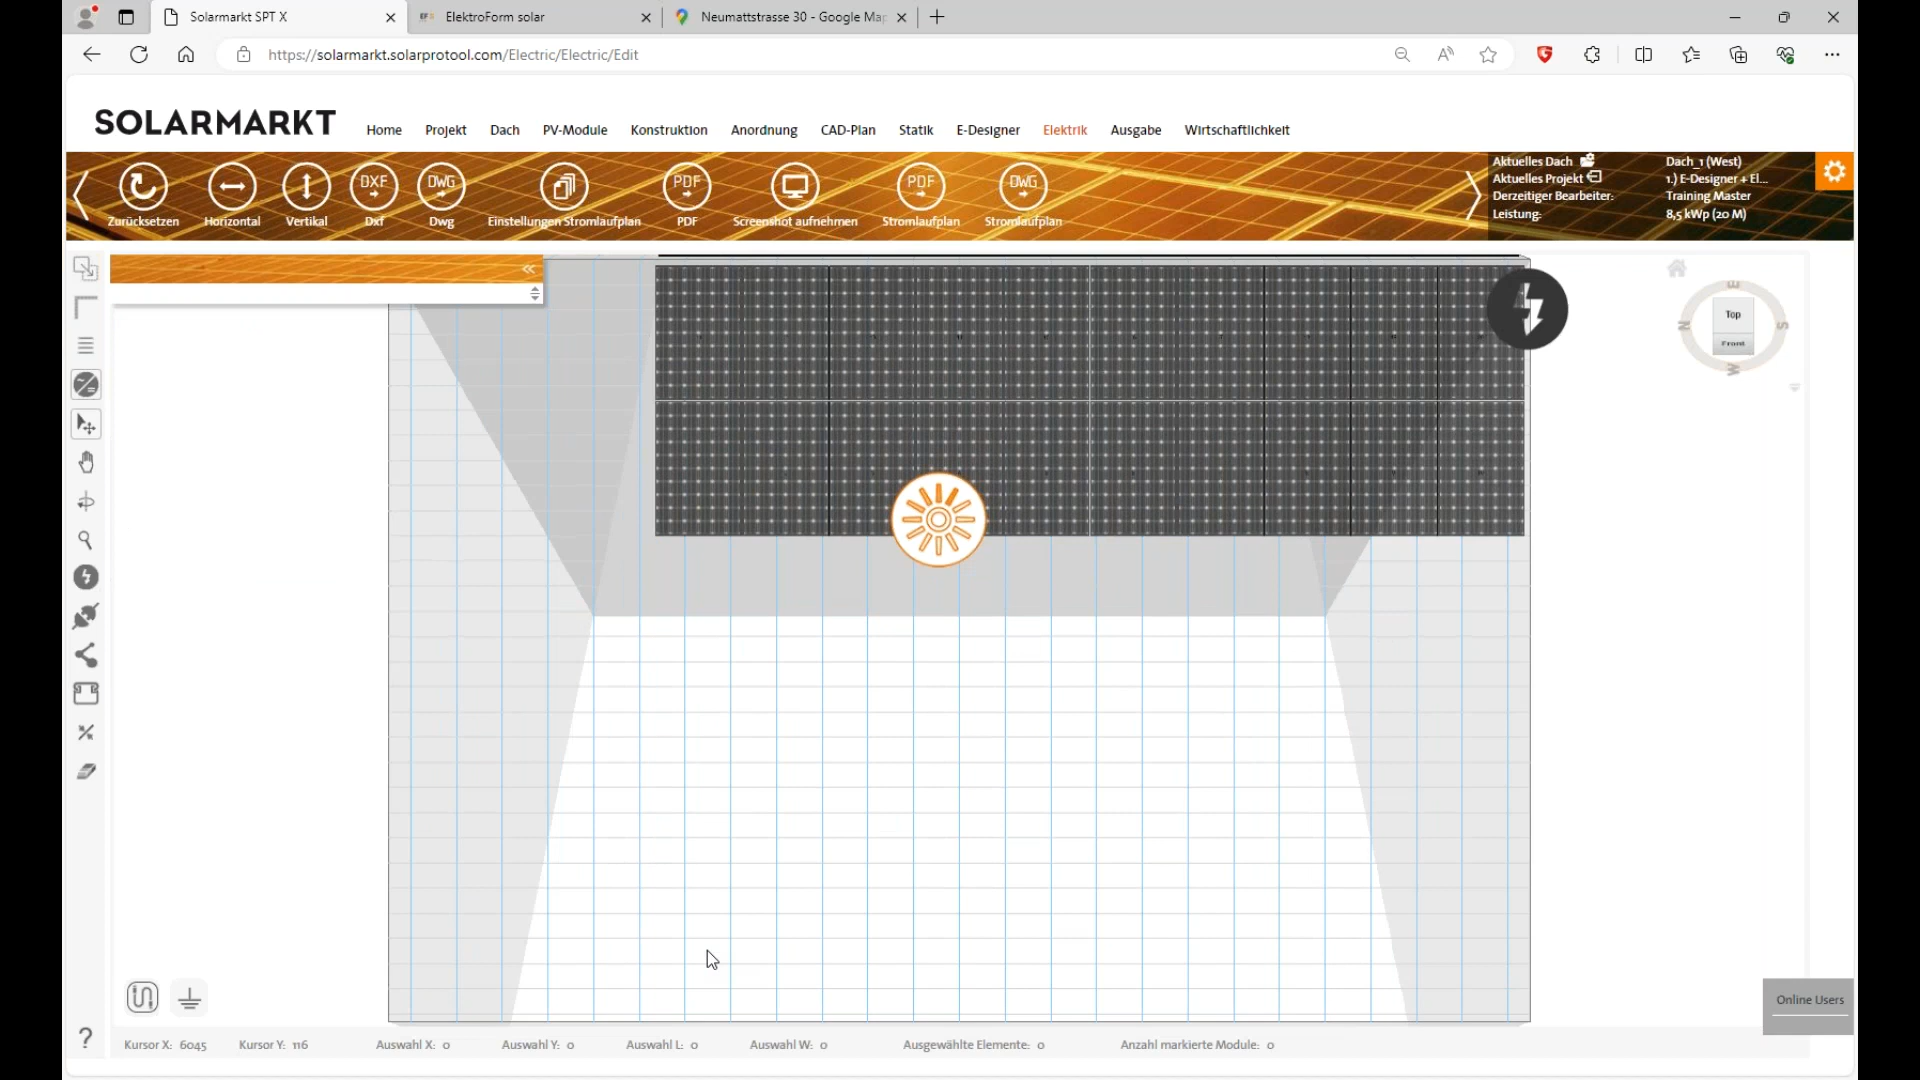 Solarmarkt SPT X
ElektroForm solar
Neumattstrasse 30 - Google Map
https://solarmarkt.solarprotool.com/Electric/Electric/Edit
SOLARMARKT
Home Projekt Dach PV-Module Konstruktion Anordnung CAD-Plan Statik E-Designer Elektrik Ausgabe Wirtschaftlichkeit
DXF DWG PDF PDF DWG
Zurücksetzen Horizontal Vertikal Dxf Dwg Einstellungen Stromlaufplan PDF Screenshot aufnehmen Stromlaufplan Stromlaufplan
Aktuelles Dach Dach_1 (West)
Aktuelles Projekt 1.) E-Designer + El...
Derzeitiger Bearbeiter: Training Master
Leistung: 8,5 kWp (20 M)
E
N Top S
Front
W
Online Users
Kursor X: 6045 Kursor Y: 116 Auswahl X: 0 Auswahl Y: 0 Auswahl L: 0 Auswahl W: 0 Ausgewählte Elemente: 0 Anzahl markierte Module: 0